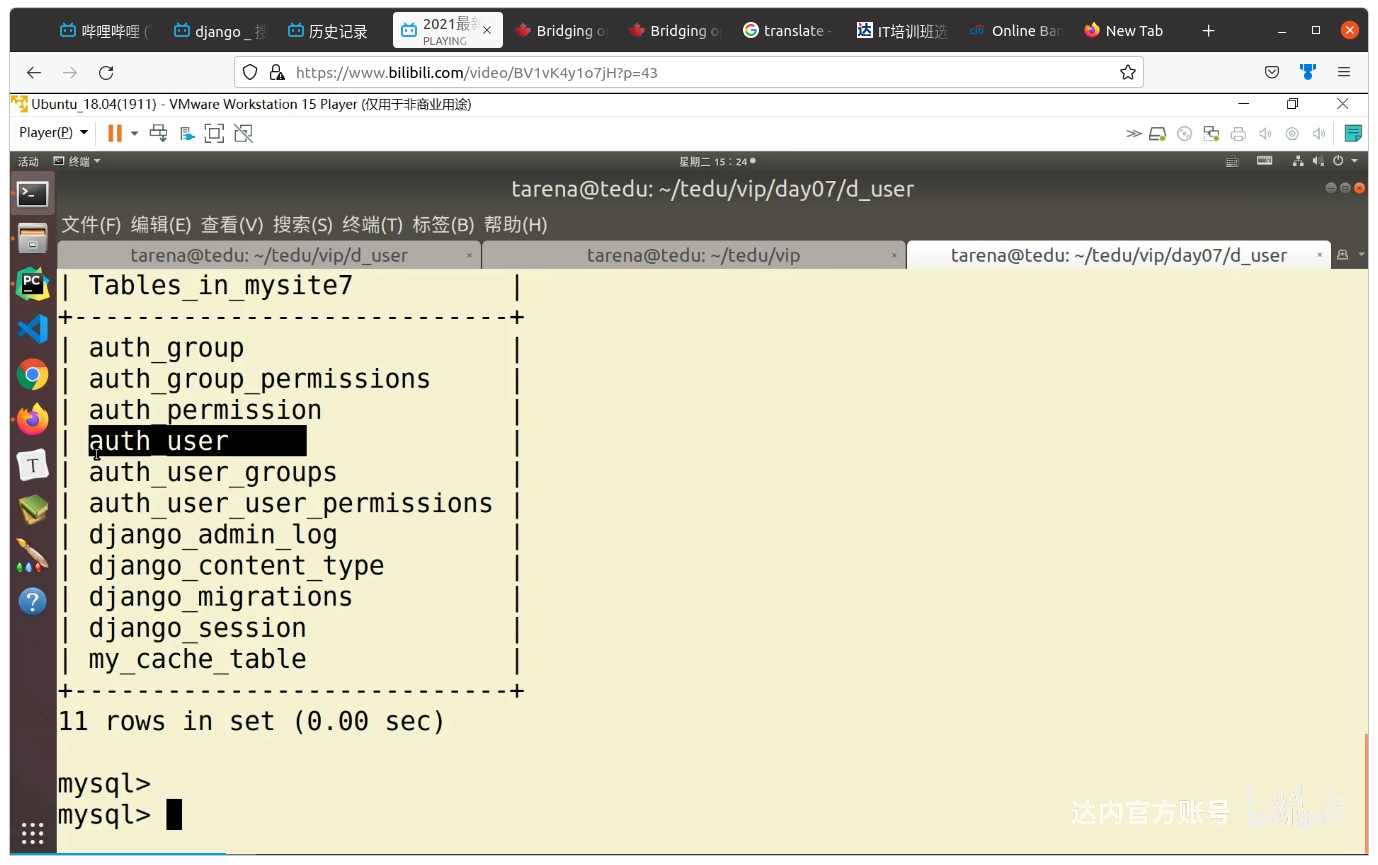 哔哩哔哩 (
django _ 搜
历史记录
2021最新
PLAYING
Bridging o
Bridging o
translate -
IT培训班选
Online Ban
New Tab
https://www.bilibili.com/video/BV1vK4y1o7jH?p=43
Ubuntu_18.04(1911) - VMware Workstation 15 Player (仅用于非商业用途)
Player(P)
活动 终端 星期二 15：24
tarena@tedu: ~/tedu/vip/day07/d_user
文件(F) 编辑(E) 查看(V) 搜索(S) 终端(T) 标签(B) 帮助(H)
tarena@tedu: ~/tedu/vip/d_user
tarena@tedu: ~/tedu/vip
tarena@tedu: ~/tedu/vip/day07/d_user
| Tables_in_mysite7 |
+----------------------------+
| auth_group |
| auth_group_permissions |
| auth_permission |
| auth_user |
| auth_user_groups |
| auth_user_user_permissions |
| django_admin_log |
| django_content_type |
| django_migrations |
| django_session |
| my_cache_table |
+----------------------------+
11 rows in set (0.00 sec)
mysql>
mysql>
达内官方账号 bilibili